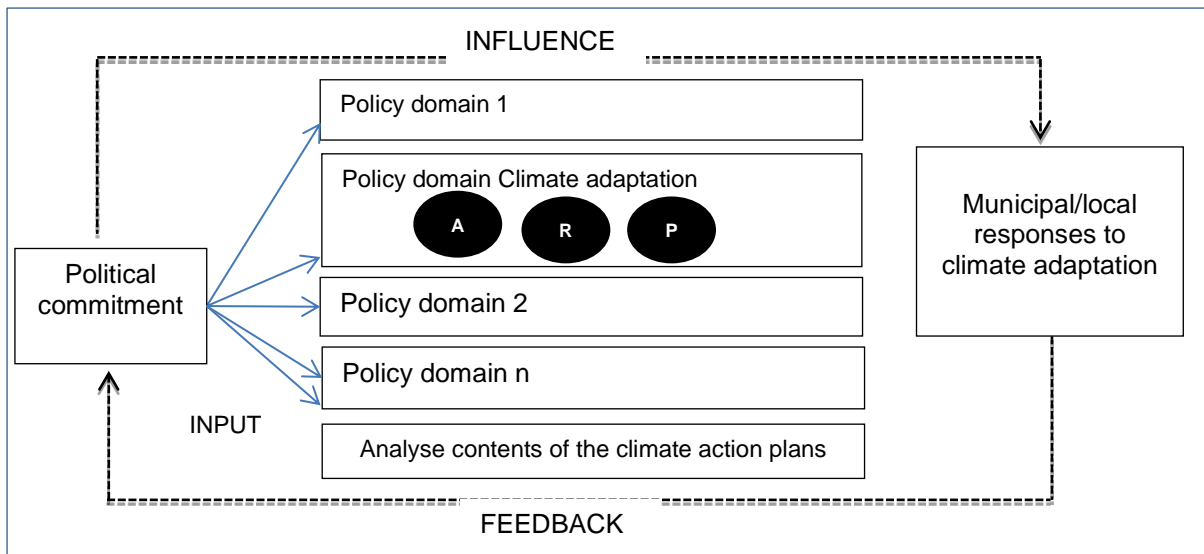 INFLUENCE
Policy domain 1
Policy domain Climate adaptation
A R P
Political
commitment
Policy domain 2
Policy domain n
INPUT
Analyse contents of the climate action plans
Municipal/local
responses to
climate adaptation
FEEDBACK